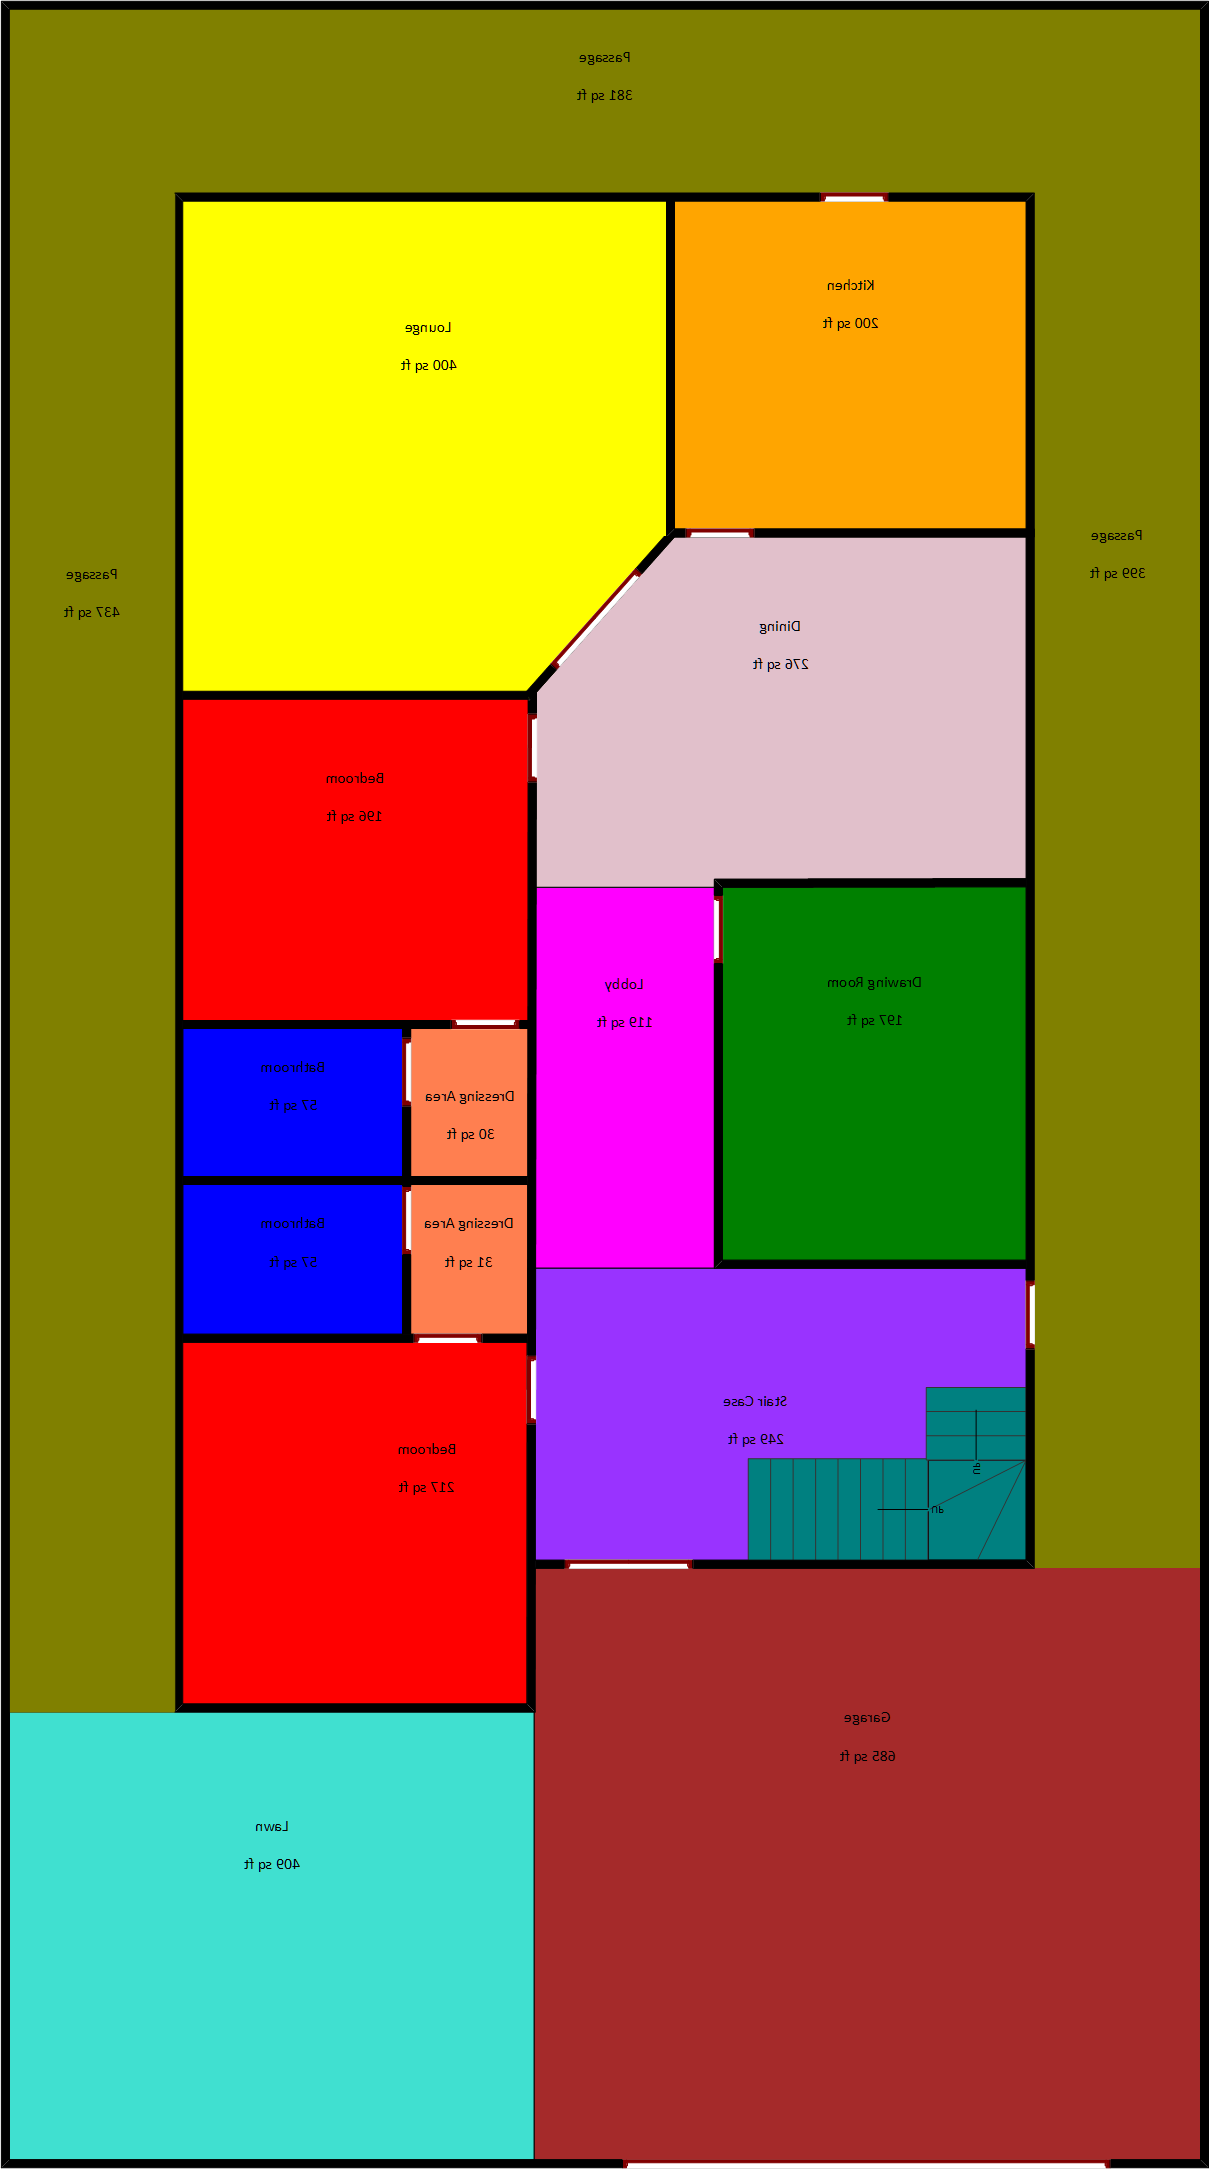 Passage
381 sq ft
Kitchen
200 sq ft
Lounge
400 sq ft
Passage
399 sq ft
Passage
437 sq ft
Dining
276 sq ft
Bedroom
196 sq ft
Drawing Room
197 sq ft
Lobby
119 sq ft
Bathroom
57 sq ft
Dressing Area
30 sq ft
Bathroom
57 sq ft
Dressing Area
31 sq ft
Stair Case
249 sq ft
Bedroom
217 sq ft
UP
up
Garage
685 sq ft
Lawn
409 sq ft